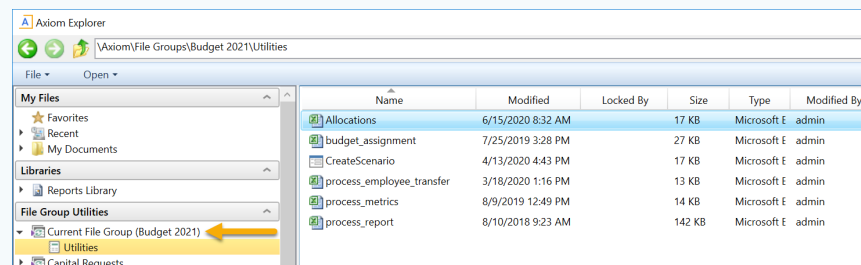 A Axiom Explorer
\Axiom\File Groups\Budget 2021\Utilities
File Open
My Files
Favorites
Recent
My Documents
Libraries
Reports Library
File Group Utilities
Current File Group (Budget 2021)
Utilities
Capital Requests
Name Modified Locked By Size Type Modified By
Allocations 6/15/2020 8:32 AM 17 KB Microsoft E admin
budget_assignment 7/25/2019 3:28 PM 27 KB Microsoft E admin
CreateScenario 4/13/2020 4:43 PM 17 KB Microsoft E admin
process_employee_transfer 3/18/2020 1:16 PM 13 KB Microsoft E admin
process_metrics 8/9/2019 12:49 PM 14 KB Microsoft E admin
process_report 8/10/2018 9:23 AM 142 KB Microsoft E admin